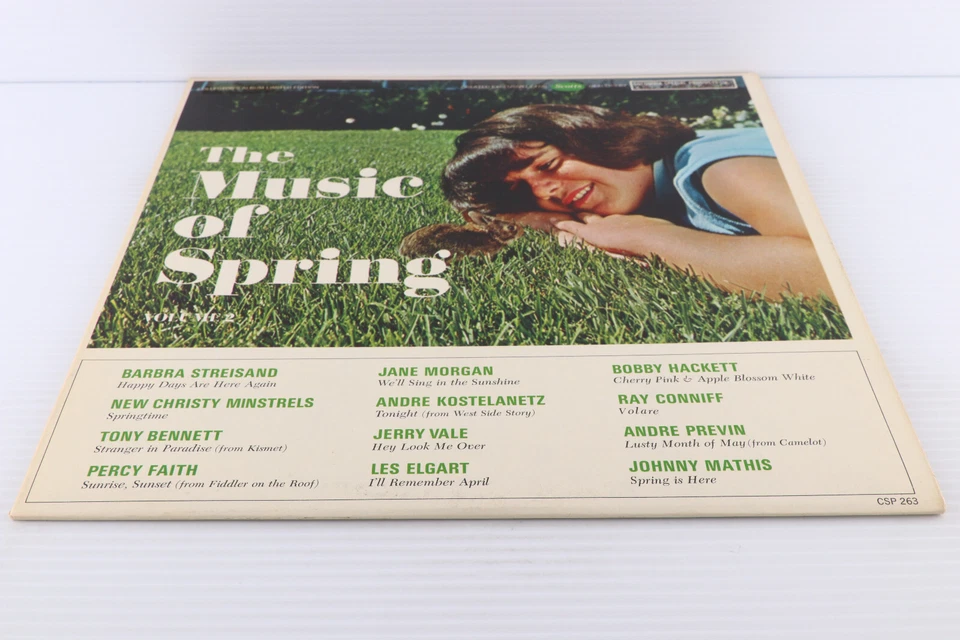 The
Music
of
Spring
VOLUME 2
Scotts
BARBRA STREISAND
Happy Days Are Here Again
NEW CHRISTY MINSTRELS
Springtime
TONY BENNETT
Stranger in Paradise (from Kismet)
PERCY FAITH
Sunrise, Sunset (from Fiddler on the Roof)
JANE MORGAN
We'll Sing in the Sunshine
ANDRE KOSTELANETZ
Tonight (from West Side Story)
JERRY VALE
Hey Look Me Over
LES ELGART
I'll Remember April
BOBBY HACKETT
Cherry Pink & Apple Blossom White
RAY CONNIFF
Volare
ANDRE PREVIN
Lusty Month of May (from Camelot)
JOHNNY MATHIS
Spring is Here
CSP 263